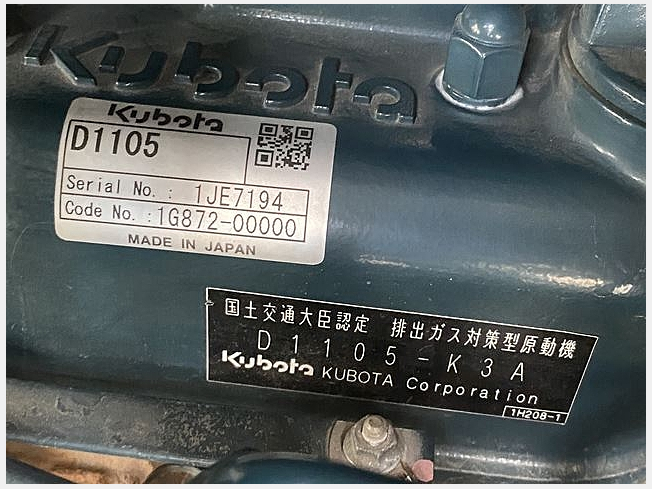 Kubota
Kubota
D1105
Serial No. : 1JE7194
Code No. : 1G872-00000
MADE IN JAPAN
国土交通大臣認定 排出ガス対策型原動機
D1105-K3A
Kubota KUBOTA Corporation
1H208-1